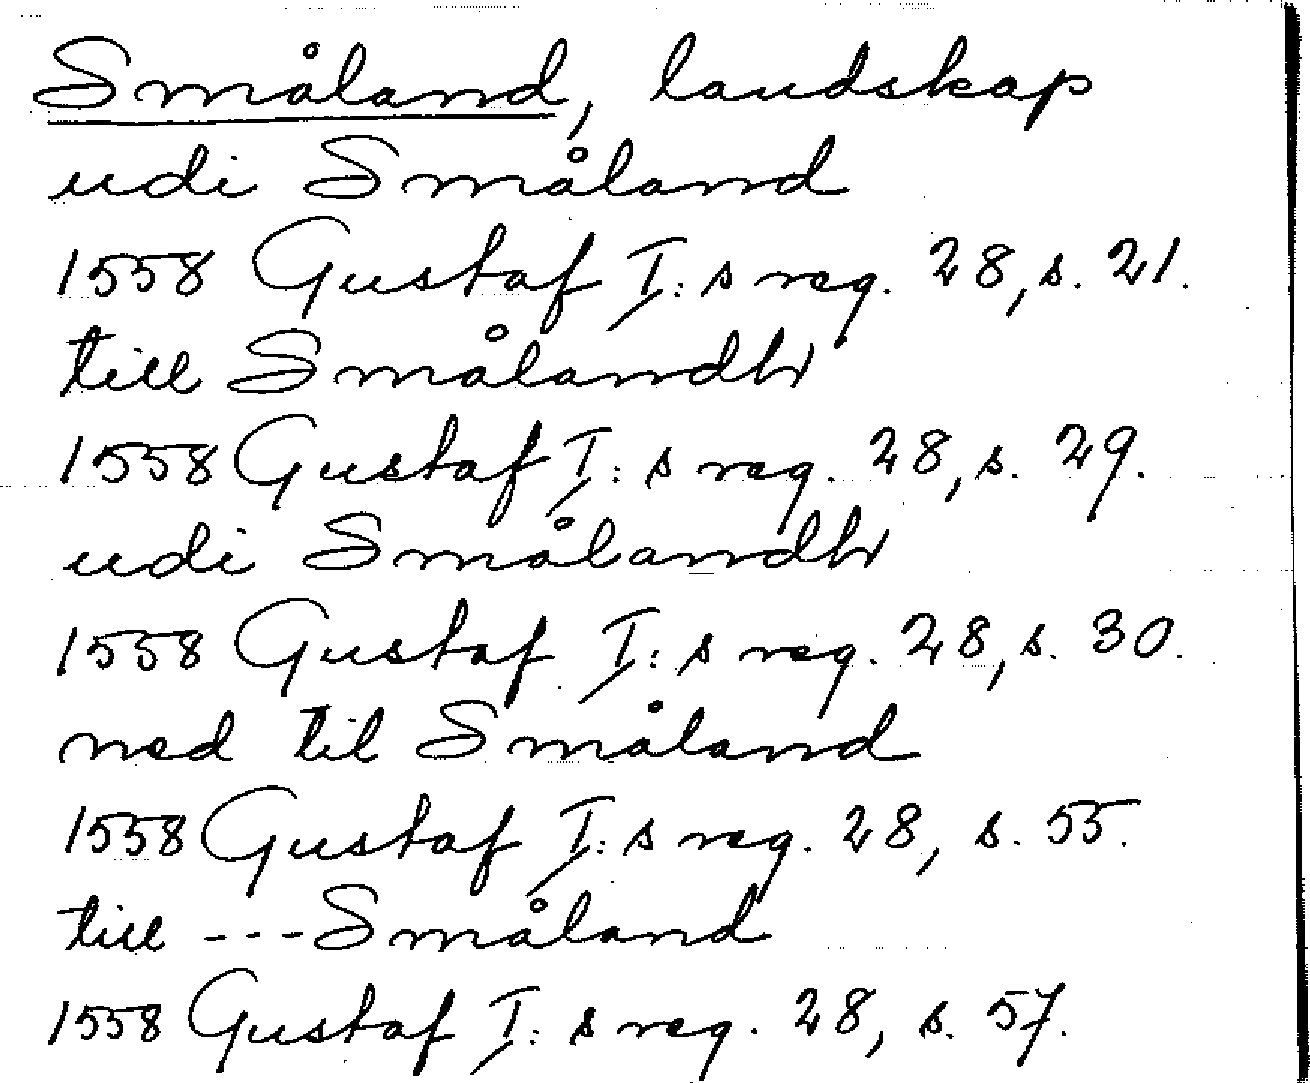 Småland, landskap
udi Småland
1558 Gustaf I:s reg. 28, s. 21.
till Smålandh
1558 Gustaf I:s reg. 28, s. 29.
udi Smålandh
1558 Gustaf I:s reg. 28, s. 30.
ned til Småland
1558 Gustaf I:s reg. 28, s. 55.
till --- Småland
1558 Gustaf I:s reg. 28, s. 57.